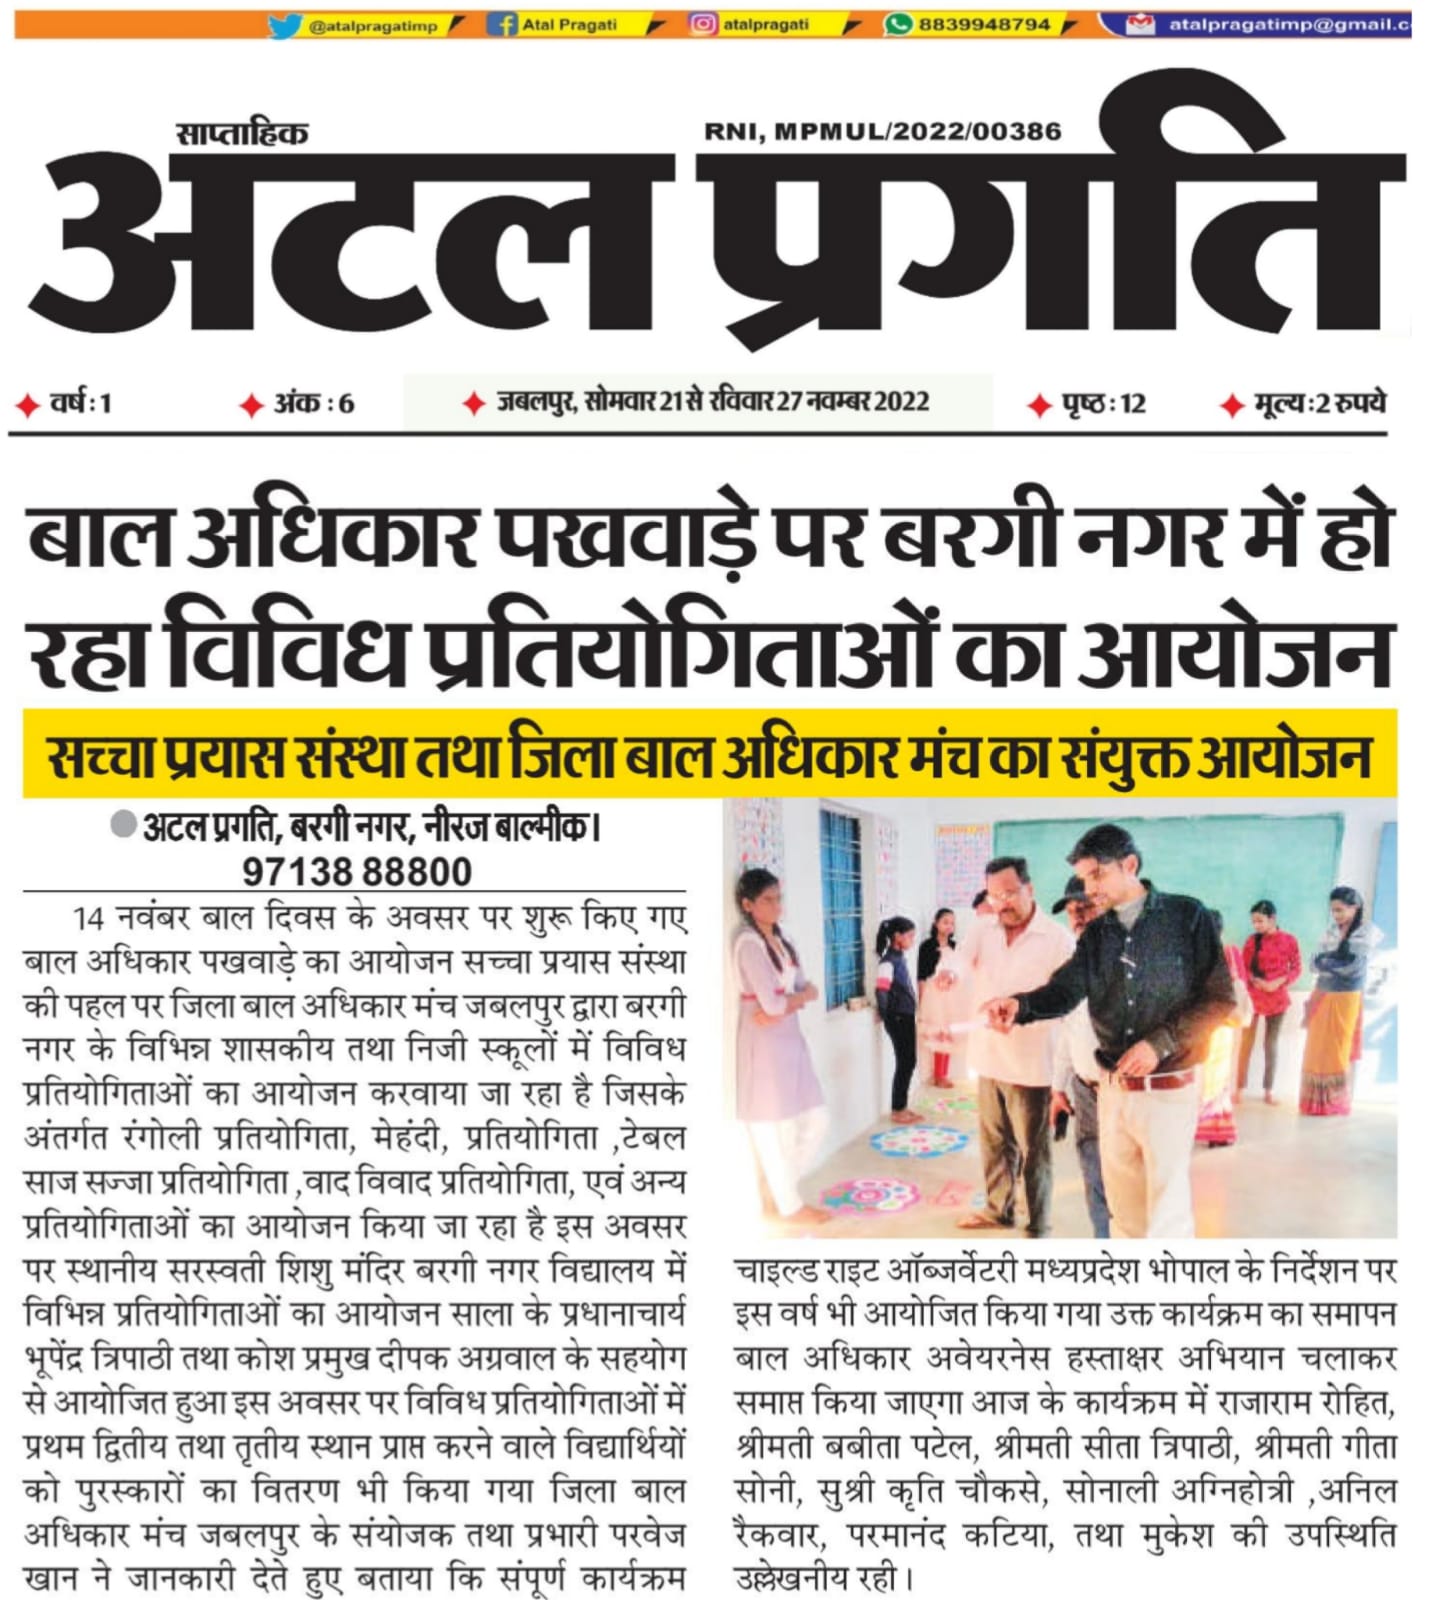 @atalpragatimp Atal Pragati atalpragati 8839948794 atalpragatimp@gmail.c
साप्ताहिक
RNI, MPMUL/2022/00386
अटल प्रगति
वर्ष : 1 अंक : 6 जबलपुर, सोमवार 21 से रविवार 27 नवम्बर 2022 पृष्ठ : 12 मूल्य :2 रुपये
बाल अधिकार पखवाड़े पर बरगी नगर में हो
रहा विविध प्रतियोगिताओं का आयोजन
सच्चा प्रयास संस्था तथा जिला बाल अधिकार मंच का संयुक्त आयोजन
अटल प्रगति, बरगी नगर, नीरज बाल्मीक।
97138 88800
14 नवंबर बाल दिवस के अवसर पर शुरू किए गए
बाल अधिकार पखवाड़े का आयोजन सच्चा प्रयास संस्था
की पहल पर जिला बाल अधिकार मंच जबलपुर द्वारा बरगी
नगर के विभिन्न शासकीय तथा निजी स्कूलों में विविध
प्रतियोगिताओं का आयोजन करवाया जा रहा है जिसके
अंतर्गत रंगोली प्रतियोगिता, मेहंदी, प्रतियोगिता ,टेबल
साज सज्जा प्रतियोगिता ,वाद विवाद प्रतियोगिता, एवं अन्य
प्रतियोगिताओं का आयोजन किया जा रहा है इस अवसर
पर स्थानीय सरस्वती शिशु मंदिर बरगी नगर विद्यालय में
विभिन्न प्रतियोगिताओं का आयोजन साला के प्रधानाचार्य
भूपेंद्र त्रिपाठी तथा कोश प्रमुख दीपक अग्रवाल के सहयोग
से आयोजित हुआ इस अवसर पर विविध प्रतियोगिताओं में
प्रथम द्वितीय तथा तृतीय स्थान प्राप्त करने वाले विद्यार्थियों
को पुरस्कारों का वितरण भी किया गया जिला बाल
अधिकार मंच जबलपुर के संयोजक तथा प्रभारी परवेज
खान ने जानकारी देते हुए बताया कि संपूर्ण कार्यक्रम
चाइल्ड राइट ऑब्जर्वेटरी मध्यप्रदेश भोपाल के निर्देशन पर
इस वर्ष भी आयोजित किया गया उक्त कार्यक्रम का समापन
बाल अधिकार अवेयरनेस हस्ताक्षर अभियान चलाकर
समाप्त किया जाएगा आज के कार्यक्रम में राजाराम रोहित,
श्रीमती बबीता पटेल, श्रीमती सीता त्रिपाठी, श्रीमती गीता
सोनी, सुश्री कृति चौकसे, सोनाली अग्निहोत्री ,अनिल
रैकवार, परमानंद कटिया, तथा मुकेश की उपस्थिति
उल्लेखनीय रही।